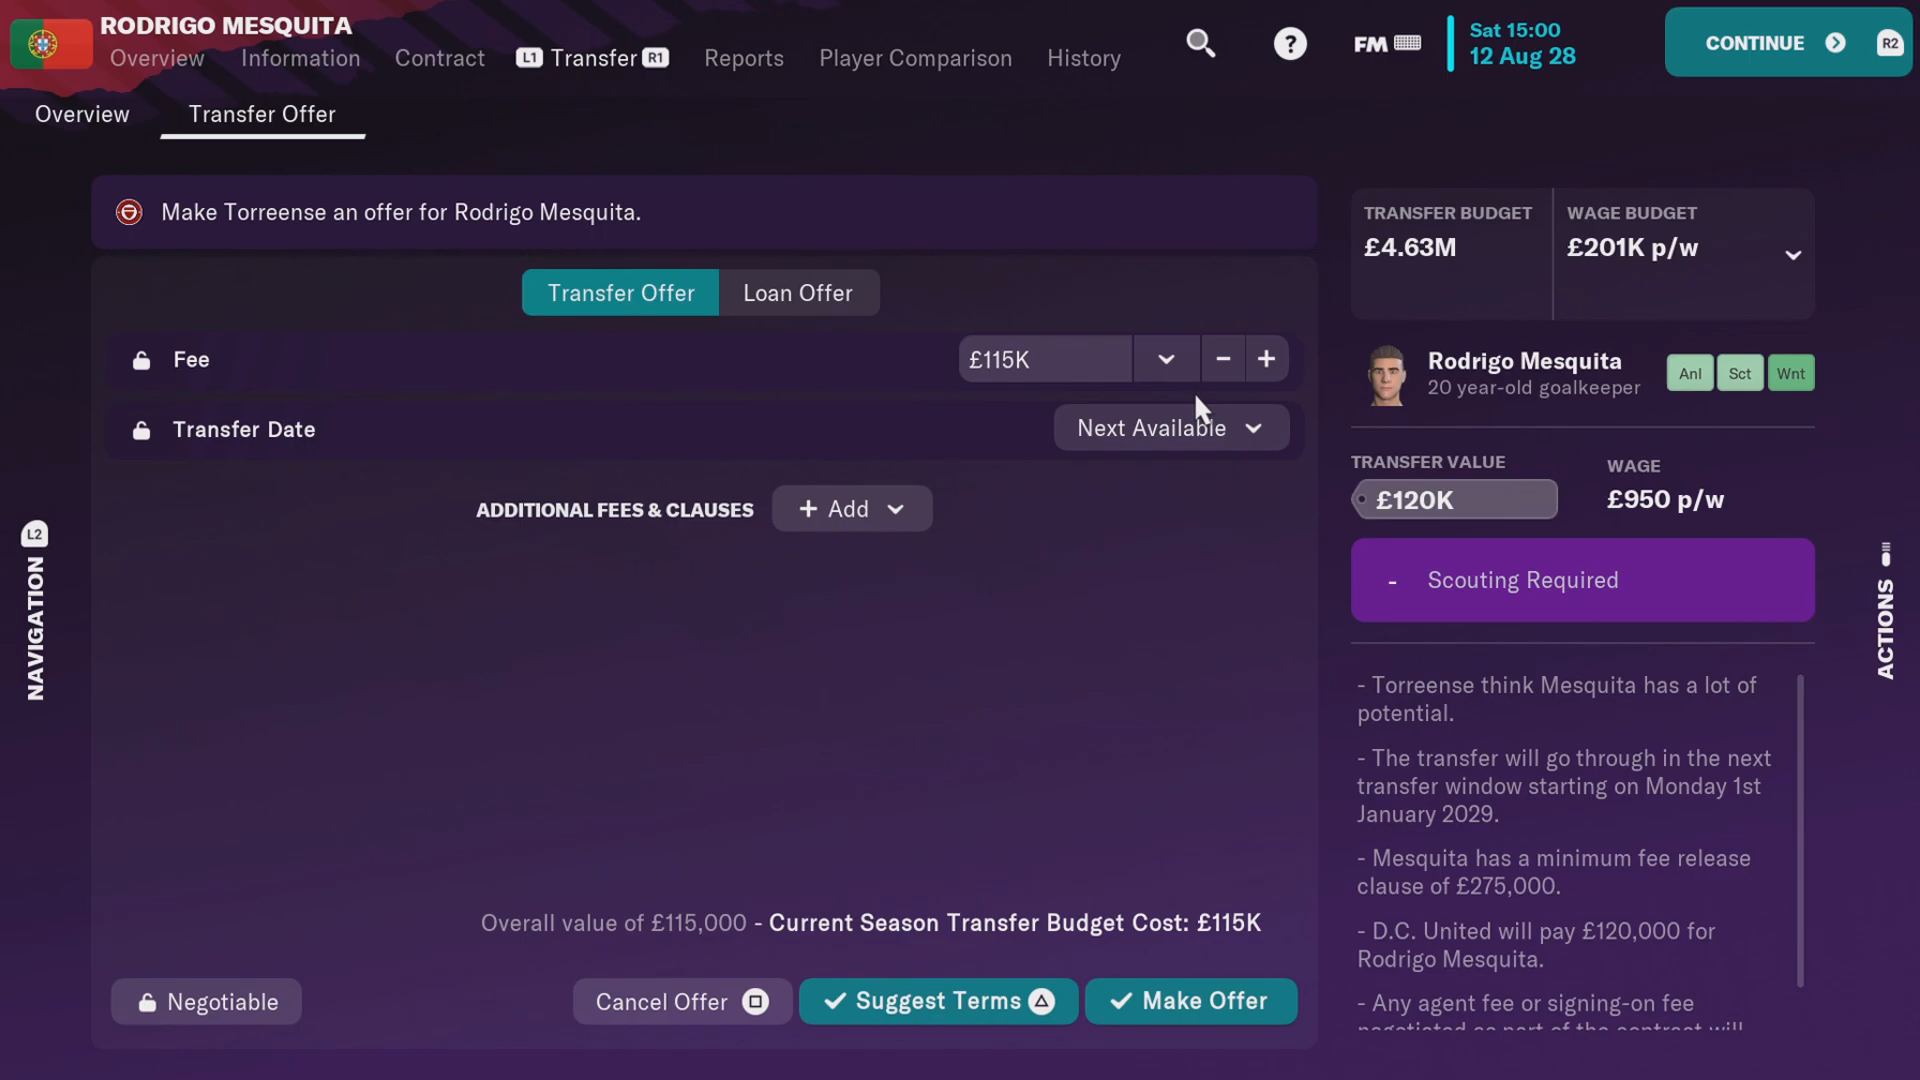 RODRIGO MESQUITA
Overview Information Contract L1 Transfer R1 Reports Player Comparison History
? FM
Sat 15:00
12 Aug 28
CONTINUE R2
Overview Transfer Offer
Make Torreense an offer for Rodrigo Mesquita.
Transfer Offer Loan Offer
Fee £115K − +
Transfer Date Next Available
ADDITIONAL FEES & CLAUSES + Add
Overall value of £115,000 - Current Season Transfer Budget Cost: £115K
Negotiable Cancel Offer Suggest Terms Make Offer
TRANSFER BUDGET WAGE BUDGET
£4.63M £201K p/w
Rodrigo Mesquita
20 year-old goalkeeper
Anl Sct Wnt
TRANSFER VALUE WAGE
£120K £950 p/w
- Scouting Required
- Torreense think Mesquita has a lot of
potential.
- The transfer will go through in the next
transfer window starting on Monday 1st
January 2029.
- Mesquita has a minimum fee release
clause of £275,000.
- D.C. United will pay £120,000 for
Rodrigo Mesquita.
- Any agent fee or signing-on fee
negotiated as part of the contract will
NAVIGATION L2
ACTIONS